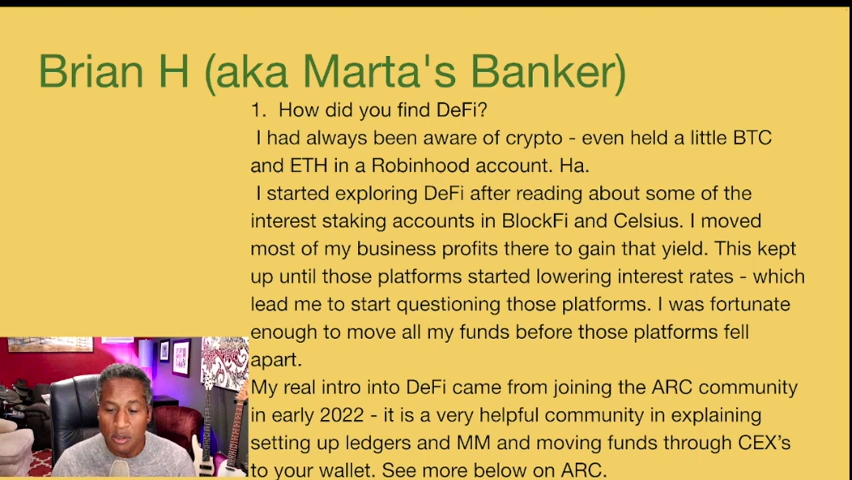 Brian H (aka Marta's Banker)
1. How did you find DeFi?
I had always been aware of crypto - even held a little BTC
and ETH in a Robinhood account. Ha.
I started exploring DeFi after reading about some of the
interest staking accounts in BlockFi and Celsius. I moved
most of my business profits there to gain that yield. This kept
up until those platforms started lowering interest rates - which
lead me to start questioning those platforms. I was fortunate
enough to move all my funds before those platforms fell
apart.
My real intro into DeFi came from joining the ARC community
in early 2022 - it is a very helpful community in explaining
setting up ledgers and MM and moving funds through CEX’s
to your wallet. See more below on ARC.